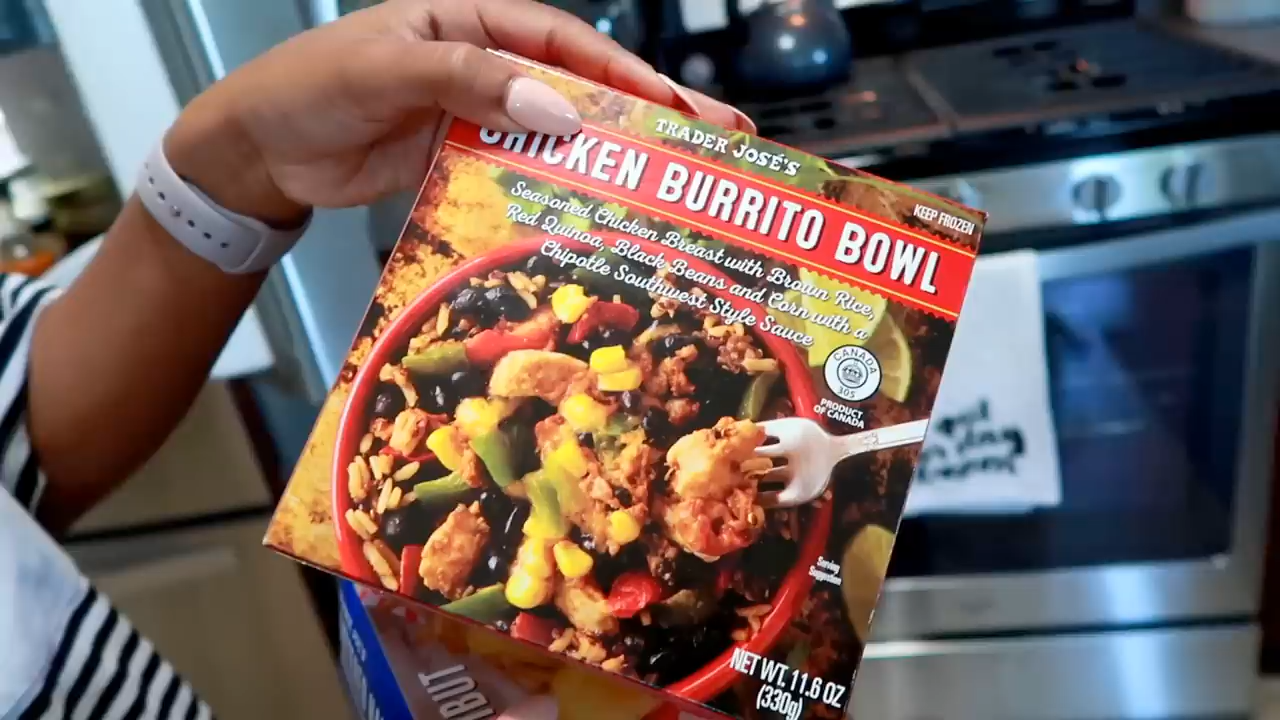 TRADER JOSÉ'S
CHICKEN BURRITO BOWL
KEEP FROZEN
Seasoned Chicken Breast with Brown Rice,
Red Quinoa, Black Beans and Corn with a
Chipotle Southwest Style Sauce
CANADA
305
PRODUCT
OF CANADA
Serving
Suggestion
NET WT. 11.6 OZ
(330g)